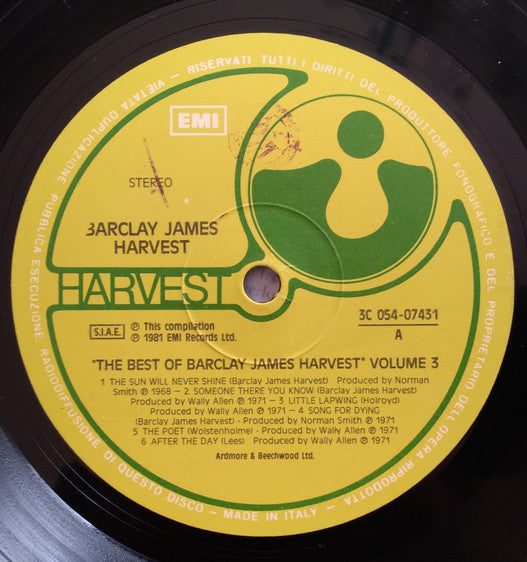 VIETATA DUPLICAZIONE, PUBBLICA ESECUZIONE, RADIODIFFUSIONE DI QUESTO DISCO — MADE IN ITALY — RISERVATI TUTTI I DIRITTI DEL PRODUTTORE FONOGRAFICO E DEL PROPRIETARIO DELL'OPERA RIPRODOTTA
EMI
STEREO
BARCLAY JAMES
HARVEST
HARVEST
S.I.A.E.
℗ This compilation
℗ 1981 EMI Records Ltd.
3C 054-07431
A
"THE BEST OF BARCLAY JAMES HARVEST" VOLUME 3
1 THE SUN WILL NEVER SHINE (Barclay James Harvest) Produced by Norman
Smith ℗ 1968 – 2. SOMEONE THERE YOU KNOW (Barclay James Harvest)
Produced by Wally Allen ℗ 1971 – 3 LITTLE LAPWING (Holroyd)
Produced by Wally Allen ℗ 1971 – 4 SONG FOR DYING
(Barclay James Harvest) - Produced by Norman Smith ℗ 1971
5 THE POET (Wolstenholme) - Produced by Wally Allen ℗ 1971
6 AFTER THE DAY (Lees) - Produced by Wally Allen ℗ 1971
Ardmore & Beechwood Ltd.